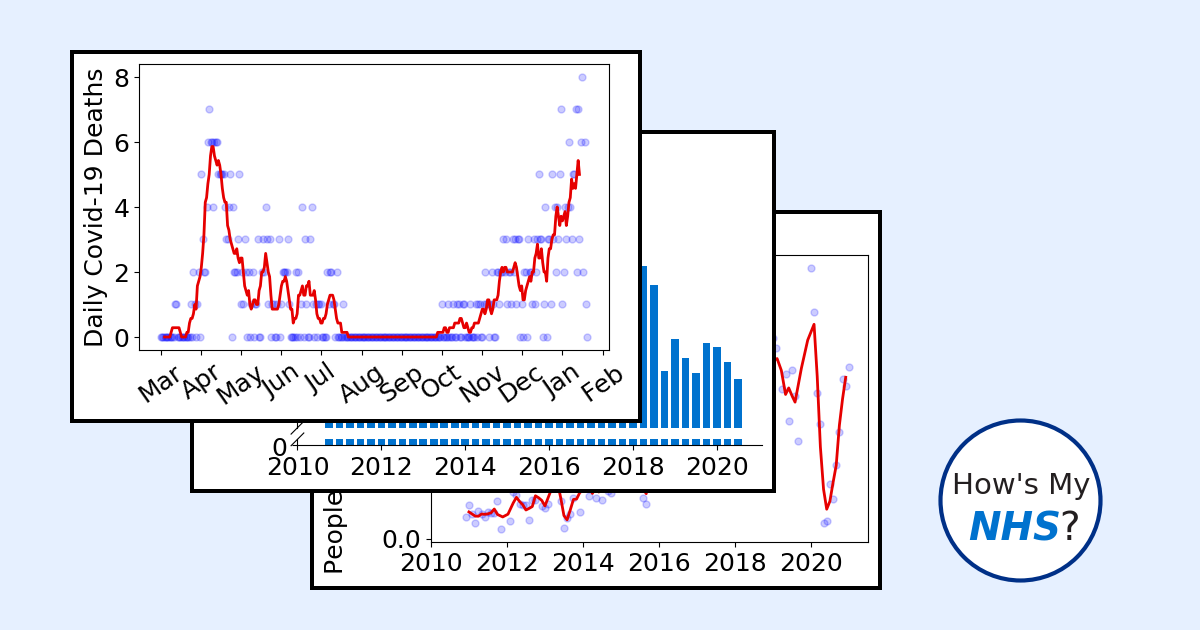 Daily Covid-19 Deaths
8
6
4
2
0
Mar Apr May Jun Jul Aug Sep Oct Nov Dec Jan Feb
0
2010 2012 2014 2016 2018 2020
People
0.0
2010 2012 2014 2016 2018 2020
How's My
NHS?